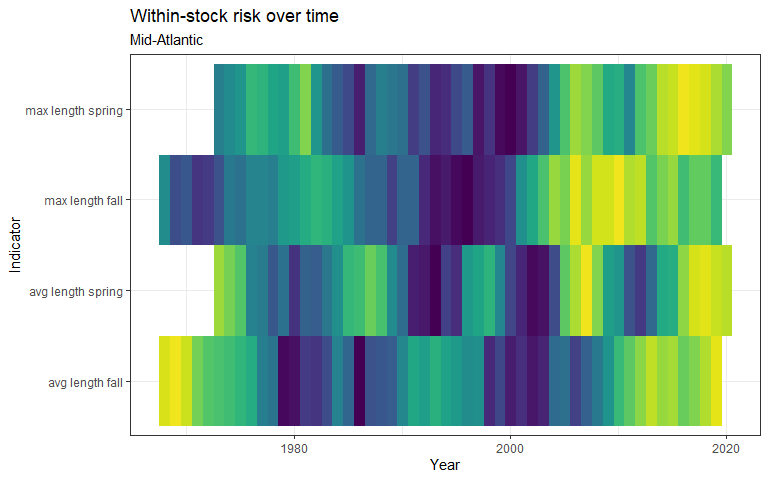 Within-stock risk over time
Mid-Atlantic
Indicator
max length spring
max length fall
avg length spring
avg length fall
1980
2000
2020
Year